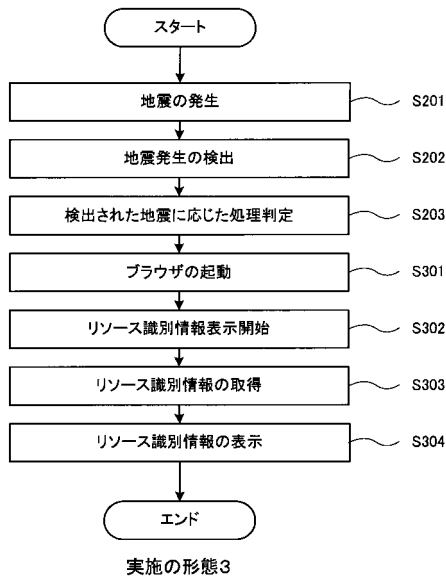 スタート
地震の発生 S201
地震発生の検出 S202
検出された地震に応じた処理判定 S203
ブラウザの起動 S301
リソース識別情報表示開始 S302
リソース識別情報の取得 S303
リソース識別情報の表示 S304
エンド
実施の形態3